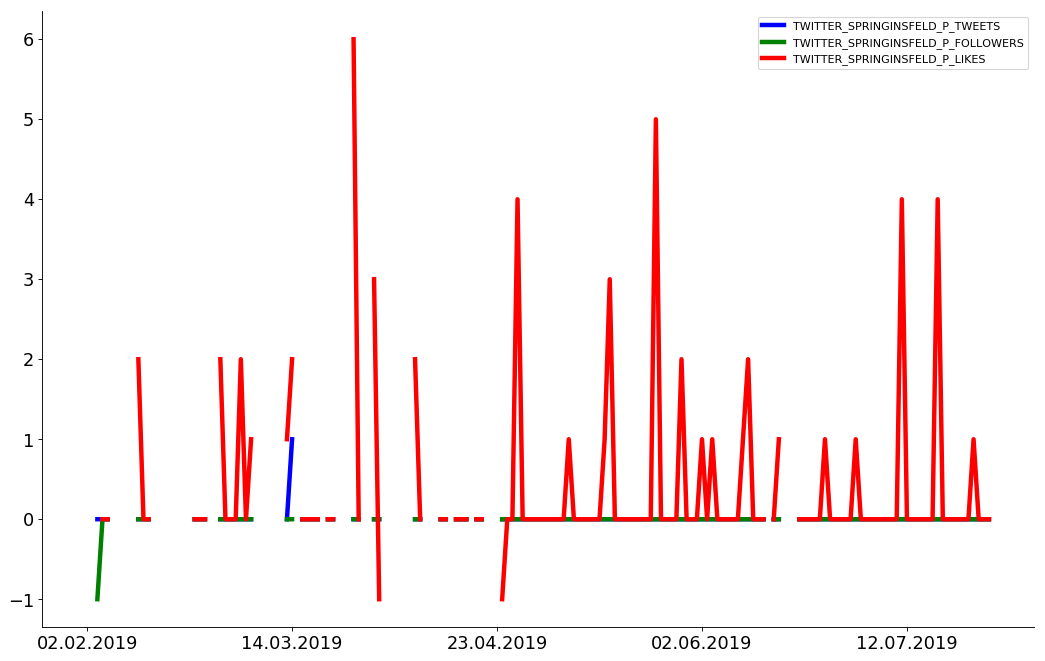 TWITTER_SPRINGINSFELD_P_TWEETS
TWITTER_SPRINGINSFELD_P_FOLLOWERS
TWITTER_SPRINGINSFELD_P_LIKES
6
5
4
3
2
1
0
−1
02.02.2019 14.03.2019 23.04.2019 02.06.2019 12.07.2019